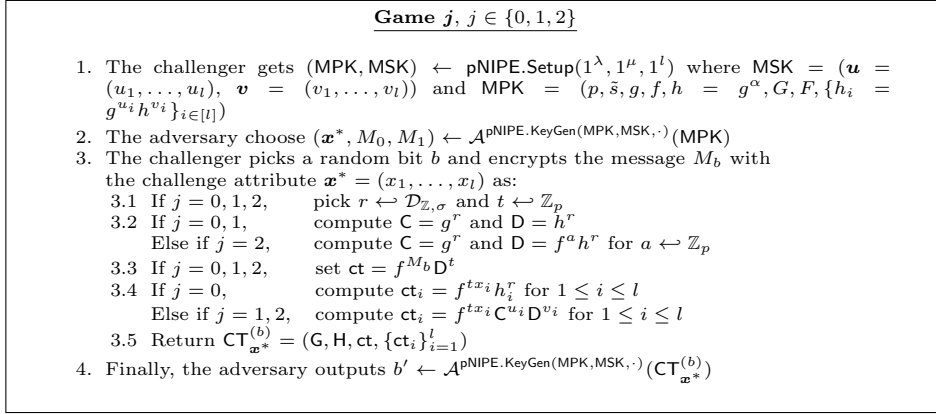 Game j, j ∈ {0, 1, 2}
1. The challenger gets (MPK, MSK) ← pNIPE.Setup(1^λ, 1^μ, 1^l) where MSK = (u =
(u_1, . . . , u_l), v = (v_1, . . . , v_l)) and MPK = (p, s̃, g, f, h = g^α, G, F, {h_i =
g^{u_i} h^{v_i}}_{i∈[l]})
2. The adversary choose (x*, M_0, M_1) ← A^{pNIPE.KeyGen(MPK,MSK,·)}(MPK)
3. The challenger picks a random bit b and encrypts the message M_b with
the challenge attribute x* = (x_1, . . . , x_l) as:
3.1 If j = 0, 1, 2, pick r ↩ D_{Z,σ} and t ↩ Z_p
3.2 If j = 0, 1, compute C = g^r and D = h^r
Else if j = 2, compute C = g^r and D = f^a h^r for a ↩ Z_p
3.3 If j = 0, 1, 2, set ct = f^{M_b} D^t
3.4 If j = 0, compute ct_i = f^{tx_i} h_i^r for 1 ≤ i ≤ l
Else if j = 1, 2, compute ct_i = f^{tx_i} C^{u_i} D^{v_i} for 1 ≤ i ≤ l
3.5 Return CT_{x*}^{(b)} = (G, H, ct, {ct_i}_{i=1}^l)
4. Finally, the adversary outputs b′ ← A^{pNIPE.KeyGen(MPK,MSK,·)}(CT_{x*}^{(b)})